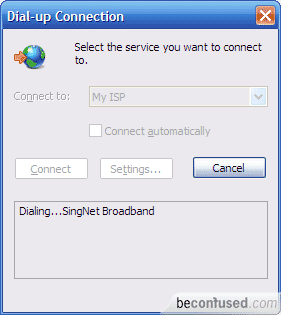 Dial-up Connection
Select the service you want to connect
to.
Connect to:
My ISP
Connect automatically
Connect
Settings...
Cancel
Dialing...SingNet Broadband
beconfused.com